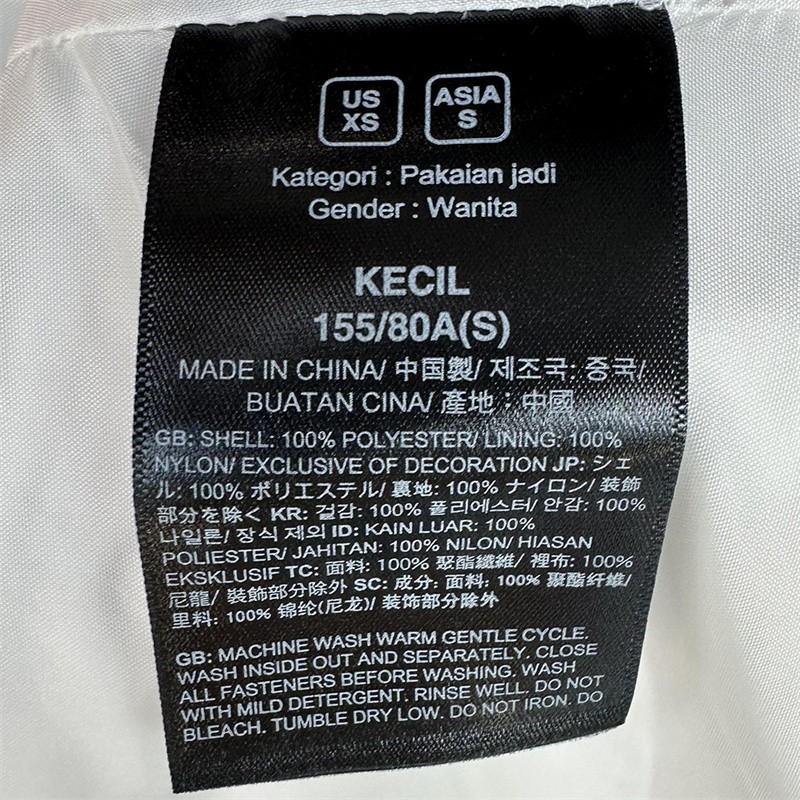 US
XS
ASIA
S
Kategori : Pakaian jadi
Gender : Wanita
KECIL
155/80A(S)
MADE IN CHINA/ 中国製/ 제조국: 중국/
BUATAN CINA/ 產地：中國
GB: SHELL: 100% POLYESTER/ LINING: 100%
NYLON/ EXCLUSIVE OF DECORATION JP: シェ
ル: 100% ポリエステル/ 裏地: 100% ナイロン/ 装飾
部分を除く KR: 겉감: 100% 폴리에스터/ 안감: 100%
나일론/ 장식 제외 ID: KAIN LUAR: 100%
POLIESTER/ JAHITAN: 100% NILON/ HIASAN
EKSKLUSIF TC: 面料: 100% 聚酯纖維/ 裡布: 100%
尼龍/ 裝飾部分除外 SC: 成分: 面料: 100% 聚酯纤维/
里料: 100% 锦纶(尼龙)/ 装饰部分除外
GB: MACHINE WASH WARM GENTLE CYCLE.
WASH INSIDE OUT AND SEPARATELY. CLOSE
ALL FASTENERS BEFORE WASHING. WASH
WITH MILD DETERGENT. RINSE WELL. DO NOT
BLEACH. TUMBLE DRY LOW. DO NOT IRON. DO